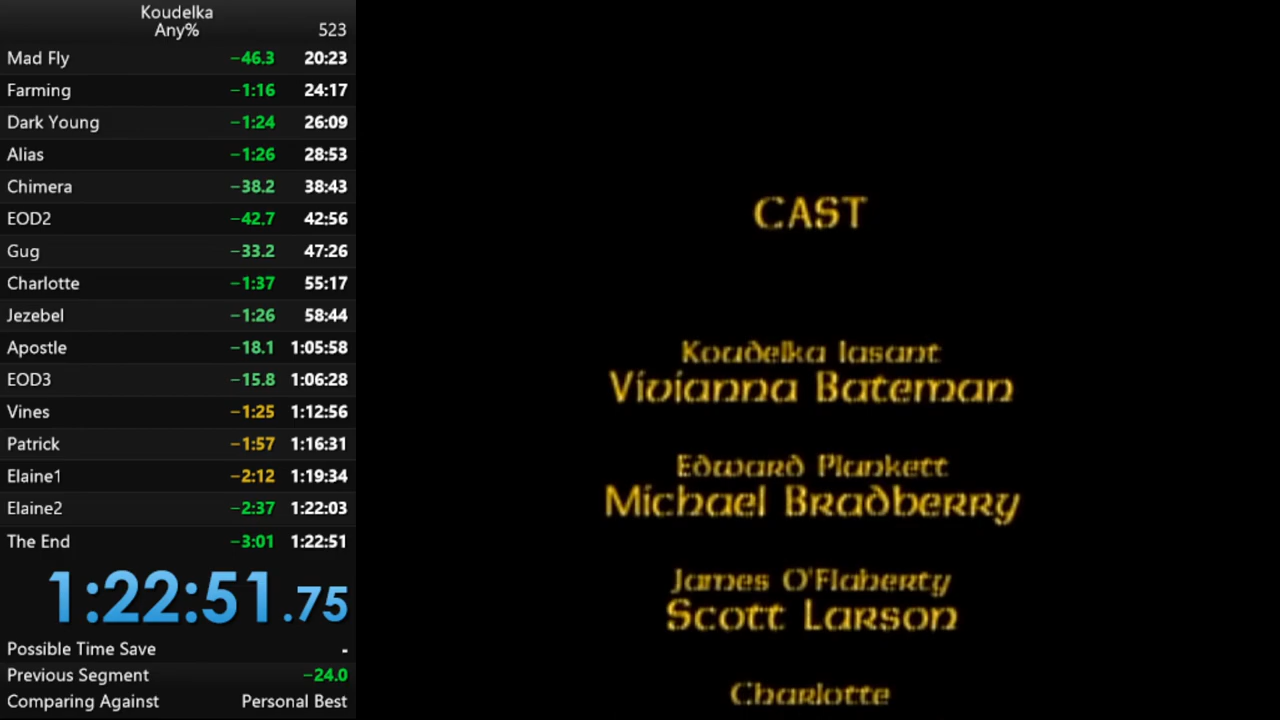 Koudelka
Any% 523
Mad Fly -46.3 20:23
Farming -1:16 24:17
Dark Young -1:24 26:09
Alias -1:26 28:53
Chimera -38.2 38:43
EOD2 -42.7 42:56
Gug -33.2 47:26
Charlotte -1:37 55:17
Jezebel -1:26 58:44
Apostle -18.1 1:05:58
EOD3 -15.8 1:06:28
Vines -1:25 1:12:56
Patrick -1:57 1:16:31
Elaine1 -2:12 1:19:34
Elaine2 -2:37 1:22:03
The End -3:01 1:22:51
1:22:51.75
Possible Time Save -
Previous Segment -24.0
Comparing Against Personal Best
CAST
Koudelka Iasant
Vivianna Bateman
Edward Plunkett
Michael Bradberry
James O'Flaherty
Scott Larson
Charlotte